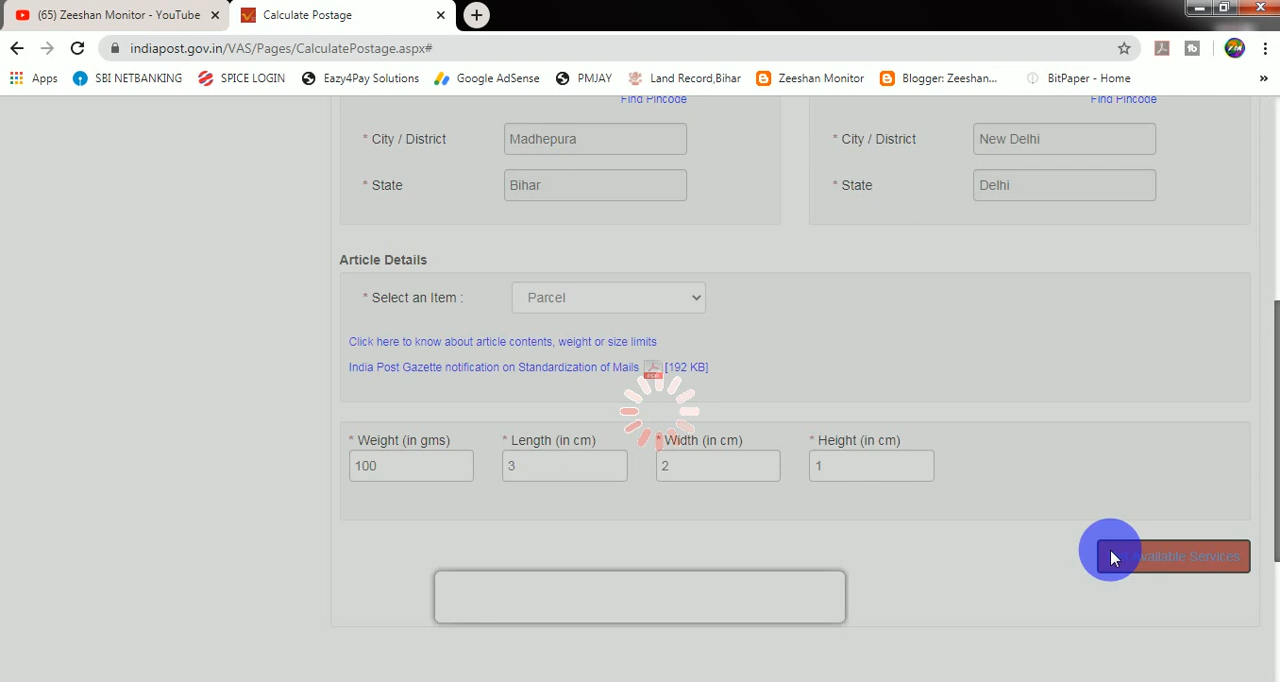 (65) Zeeshan Monitor - YouTube
Calculate Postage
indiapost.gov.in/VAS/Pages/CalculatePostage.aspx#
Apps
SBI NETBANKING
SPICE LOGIN
Eazy4Pay Solutions
Google AdSense
PMJAY
Land Record,Bihar
Zeeshan Monitor
Blogger: Zeeshan...
BitPaper - Home
»
Find Pincode
Find Pincode
* City / District
Madhepura
* City / District
New Delhi
* State
Bihar
* State
Delhi
Article Details
* Select an Item :
Parcel
Click here to know about article contents, weight or size limits
India Post Gazette notification on Standardization of Mails
[192 KB]
* Weight (in gms)
* Length (in cm)
* Width (in cm)
* Height (in cm)
100
3
2
1
Available Services